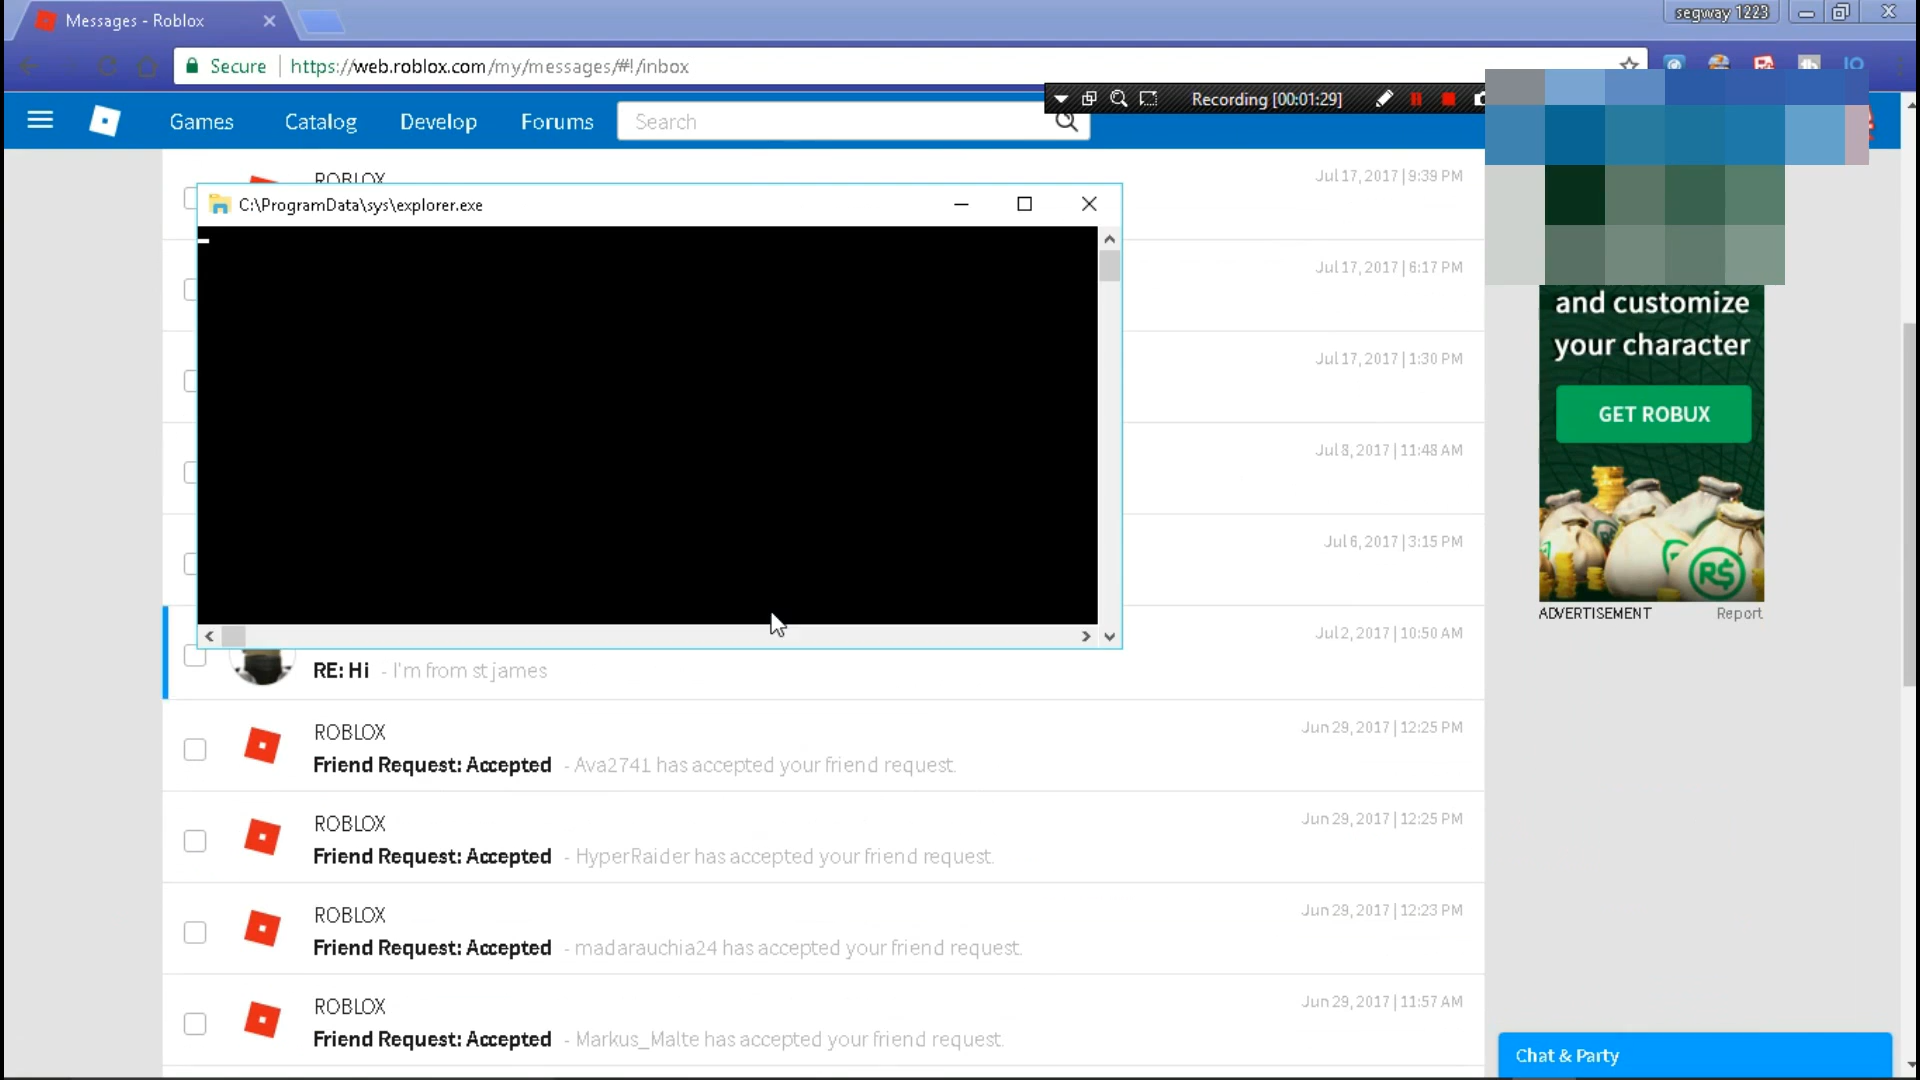 Messages - Roblox
segway 1223
Secure
https://web.roblox.com/my/messages/#!/inbox
Recording [00:01:29]
Games
Catalog
Develop
Forums
Search
ROBLOX
Jul 17, 2017 | 9:39 PM
C:\ProgramData\sys\explorer.exe
Jul 17, 2017 | 6:17 PM
and customize
your character
Jul 17, 2017 | 1:30 PM
GET ROBUX
Jul 8, 2017 | 11:48 AM
Jul 6, 2017 | 3:15 PM
R$
ADVERTISEMENT
Report
Jul 2, 2017 | 10:50 AM
RE: Hi - I'm from st james
ROBLOX
Jun 29, 2017 | 12:25 PM
Friend Request: Accepted - Ava2741 has accepted your friend request.
ROBLOX
Jun 29, 2017 | 12:25 PM
Friend Request: Accepted - HyperRaider has accepted your friend request.
ROBLOX
Jun 29, 2017 | 12:23 PM
Friend Request: Accepted - madarauchia24 has accepted your friend request.
ROBLOX
Jun 29, 2017 | 11:57 AM
Friend Request: Accepted - Markus_Malte has accepted your friend request.
Chat & Party